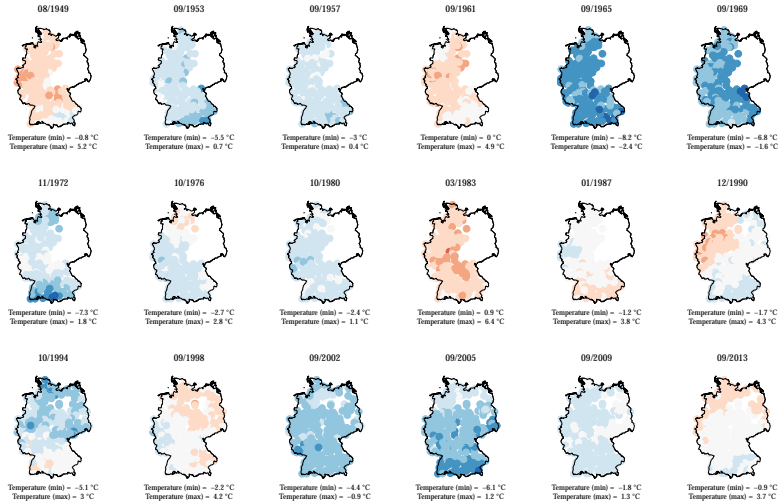 08/1949
09/1953
09/1957
09/1961
09/1965
09/1969
Temperature (min) = −0.8 °C
Temperature (max) = 5.2 °C
Temperature (min) = −5.5 °C
Temperature (max) = 0.7 °C
Temperature (min) = −3 °C
Temperature (max) = 0.4 °C
Temperature (min) = 0 °C
Temperature (max) = 4.9 °C
Temperature (min) = −8.2 °C
Temperature (max) = −2.4 °C
Temperature (min) = −6.8 °C
Temperature (max) = −1.6 °C
11/1972
10/1976
10/1980
03/1983
01/1987
12/1990
Temperature (min) = −7.3 °C
Temperature (max) = 1.8 °C
Temperature (min) = −2.7 °C
Temperature (max) = 2.8 °C
Temperature (min) = −2.4 °C
Temperature (max) = 1.1 °C
Temperature (min) = 0.9 °C
Temperature (max) = 6.4 °C
Temperature (min) = −1.2 °C
Temperature (max) = 3.8 °C
Temperature (min) = −1.7 °C
Temperature (max) = 4.3 °C
10/1994
09/1998
09/2002
09/2005
09/2009
09/2013
Temperature (min) = −5.1 °C
Temperature (max) = 3 °C
Temperature (min) = −2.2 °C
Temperature (max) = 4.2 °C
Temperature (min) = −4.4 °C
Temperature (max) = −0.9 °C
Temperature (min) = −6.1 °C
Temperature (max) = 1.2 °C
Temperature (min) = −1.8 °C
Temperature (max) = 1.3 °C
Temperature (min) = −0.9 °C
Temperature (max) = 3.7 °C